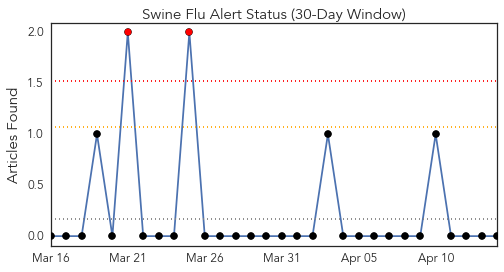 Swine Flu Alert Status (30-Day Window)
Articles Found
2.0
1.5
1.0
0.5
0.0
Mar 16 Mar 21 Mar 26 Mar 31 Apr 05 Apr 10